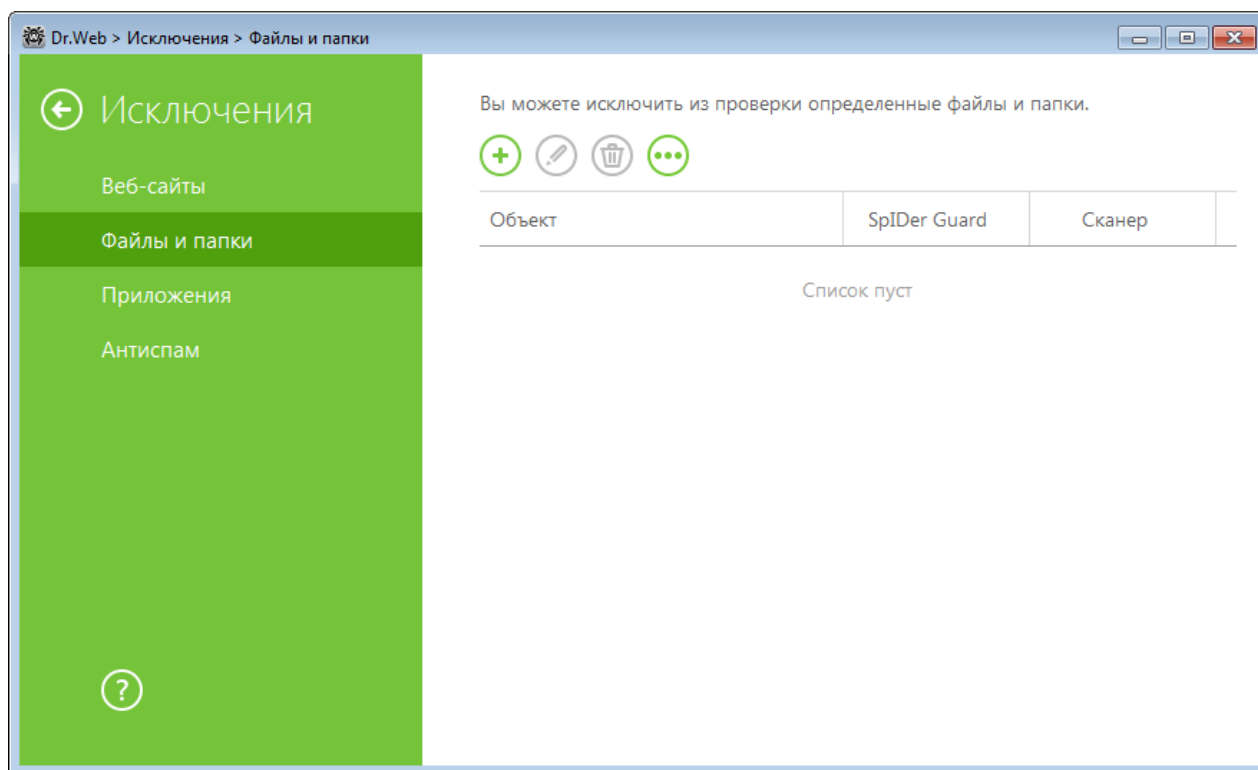 Dr.Web > Исключения > Файлы и папки
Исключения
Веб-сайты
Файлы и папки
Приложения
Антиспам
?
Вы можете исключить из проверки определенные файлы и папки.
Объект SpIDer Guard Сканер
Список пуст